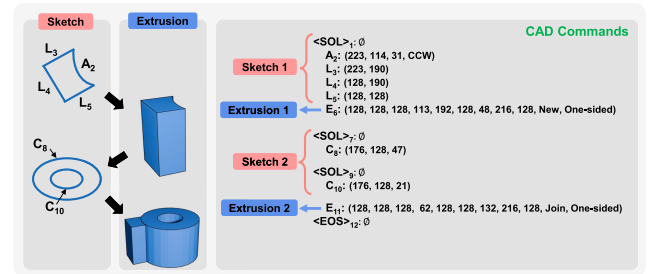 Sketch
Extrusion
CAD Commands
L3
A2
L4
L5
C8
C10
Sketch 1
Extrusion 1
Sketch 2
Extrusion 2
<SOL>1: ∅
A2: (223, 114, 31, CCW)
L3: (223, 190)
L4: (128, 190)
L5: (128, 128)
E6: (128, 128, 128, 113, 192, 128, 48, 216, 128, New, One-sided)
<SOL>7: ∅
C8: (176, 128, 47)
<SOL>9: ∅
C10: (176, 128, 21)
E11: (128, 128, 128, 62, 128, 128, 132, 216, 128, Join, One-sided)
<EOS>12: ∅